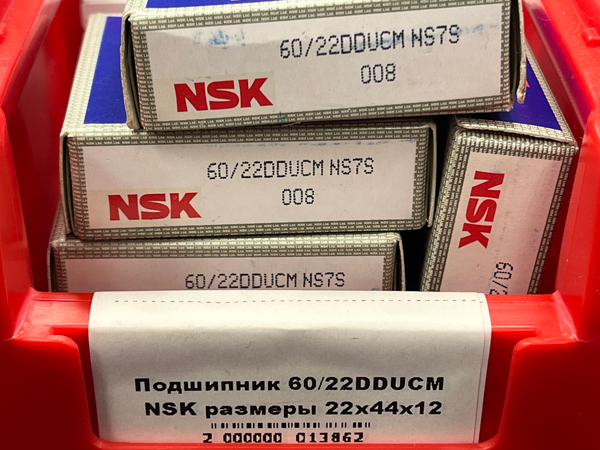 60/22DDUCM NS7S
008
NSK
60/22DDUCM NS7S
008
NSK
60/22DDUCM NS7S
NSK
Подшипник 60/22DDUCM
NSK размеры 22x44x12
2 000000 013862